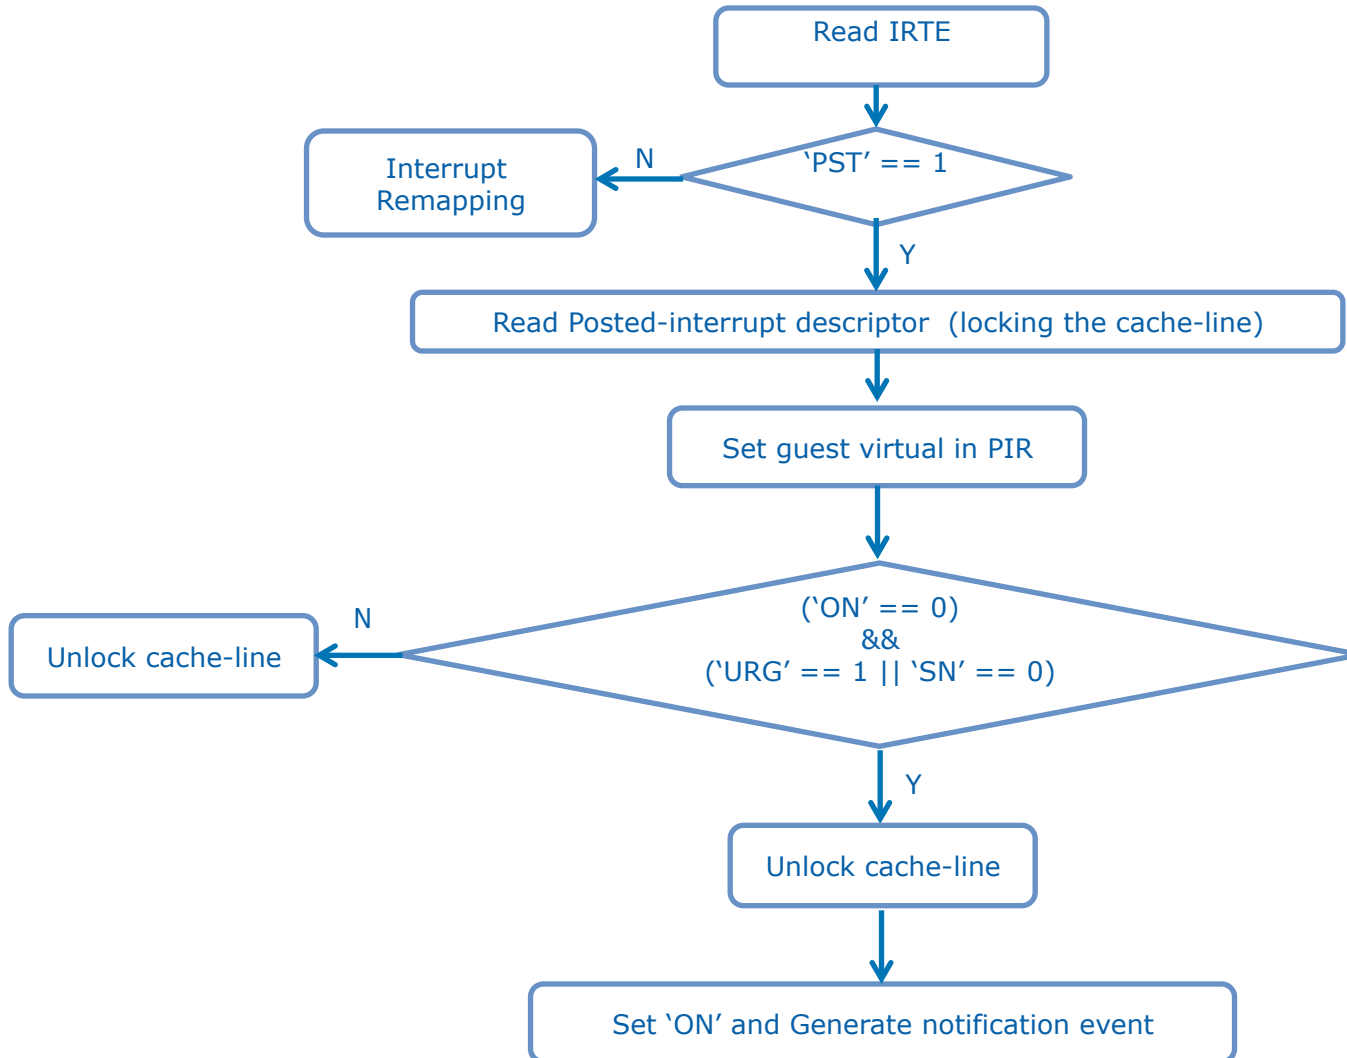 Read IRTE
‘PST’ == 1
N
Interrupt
Remapping
Y
Read Posted-interrupt descriptor (locking the cache-line)
Set guest virtual in PIR
(‘ON’ == 0)
&&
(‘URG’ == 1 || ‘SN’ == 0)
N
Unlock cache-line
Y
Unlock cache-line
Set ‘ON’ and Generate notification event